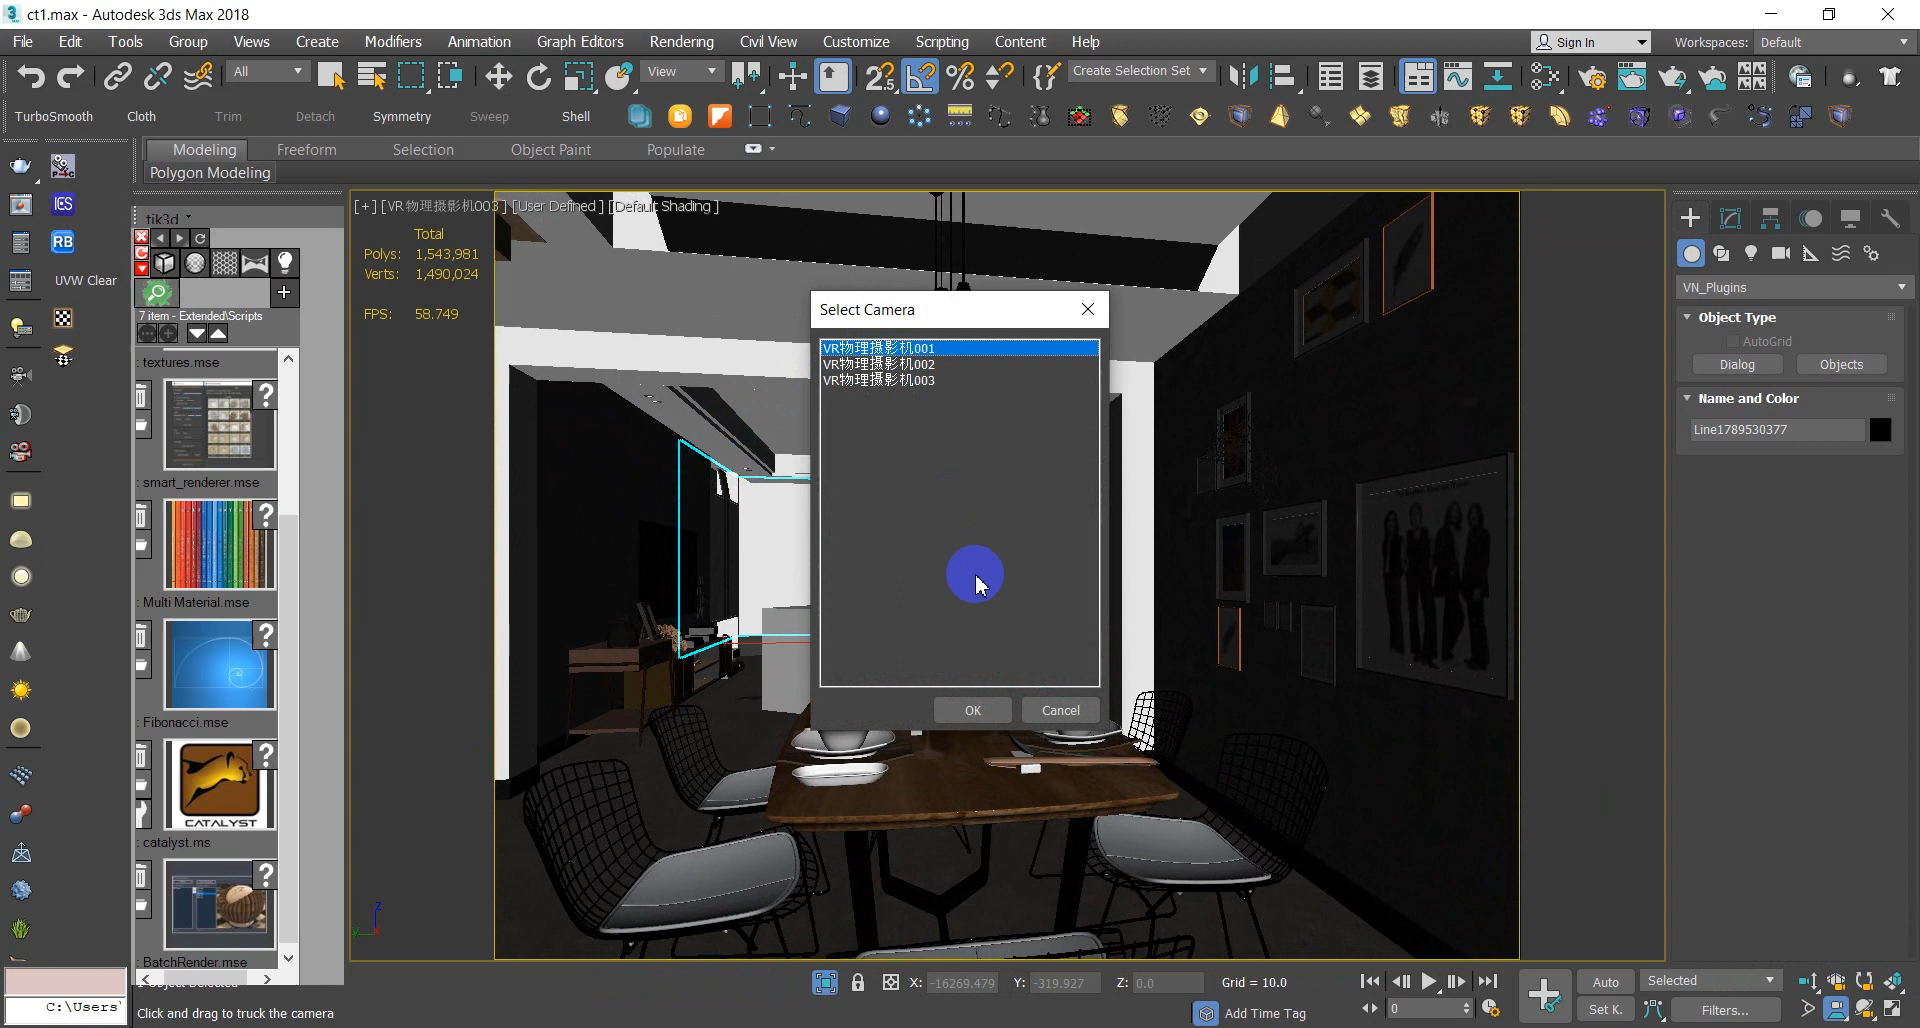 ct1.max - Autodesk 3ds Max 2018
File Edit Tools Group Views Create Modifiers Animation Graph Editors Rendering Civil View Customize Scripting Content Help
Sign In Workspaces: Default
All View Create Selection Set
TurboSmooth Cloth Trim Detach Symmetry Sweep Shell
Modeling Freeform Selection Object Paint Populate
Polygon Modeling
tik3d
ICS
RB
UVW Clear
7 item - Extended\Scripts
: textures.mse
: smart_renderer.mse
: Multi Material.mse
: Fibonacci.mse
CATALYST
: catalyst.ms
: BatchRender.mse
[+] [VR物理摄影机003] [User Defined] [Default Shading]
Total
Polys: 1,543,981
Verts: 1,490,024
FPS: 58.749
Select Camera
VR物理摄影机001
VR物理摄影机002
VR物理摄影机003
OK Cancel
VN_Plugins
Object Type
AutoGrid
Dialog Objects
Name and Color
Line1789530377
1 Object Selected
C:\Users'
Click and drag to truck the camera
X: -16269.479 Y: -319.927 Z: 0.0 Grid = 10.0
Add Time Tag
0
Auto Selected
Set K. Filters...